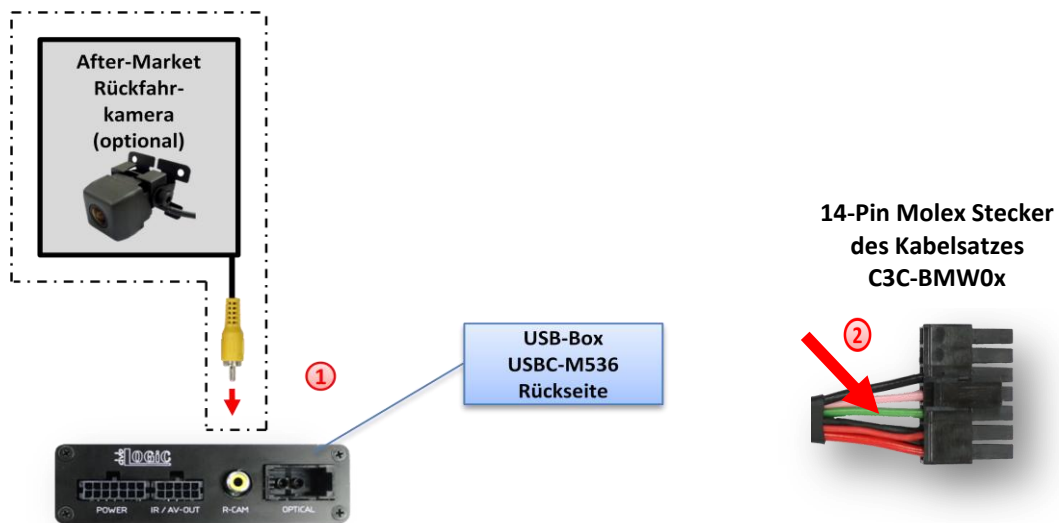 After-Market
Rückfahr-
kamera
(optional)
14-Pin Molex Stecker
des Kabelsatzes
C3C-BMW0x
2
USB-Box
USBC-M536
Rückseite
1
LOGiC
POWER IR / AV-OUT R-CAM OPTICAL